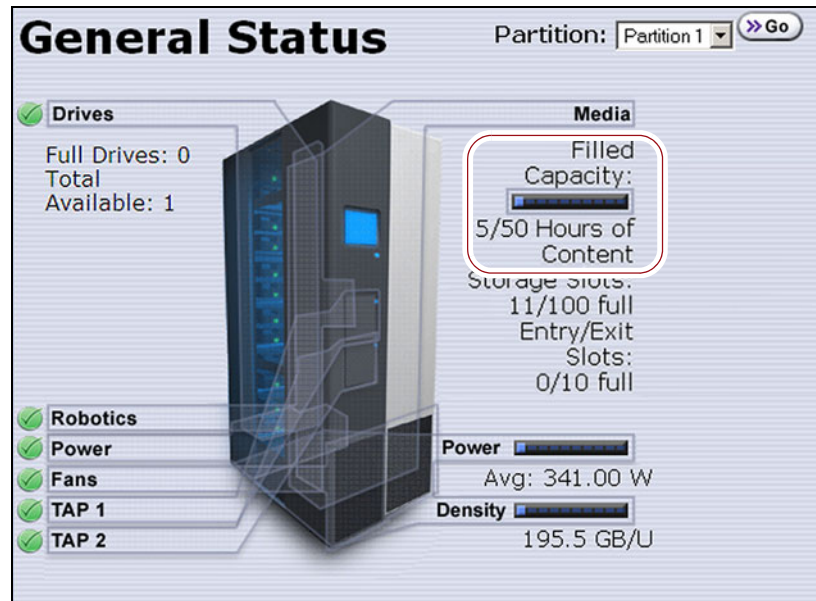 General Status
Partition: Partition 1 >> Go
Drives
Full Drives: 0
Total
Available: 1
Media
Filled
Capacity:
5/50 Hours of
Content
Storage Slots:
11/100 full
Entry/Exit
Slots:
0/10 full
Robotics
Power
Fans
TAP 1
TAP 2
Power
Avg: 341.00 W
Density
195.5 GB/U